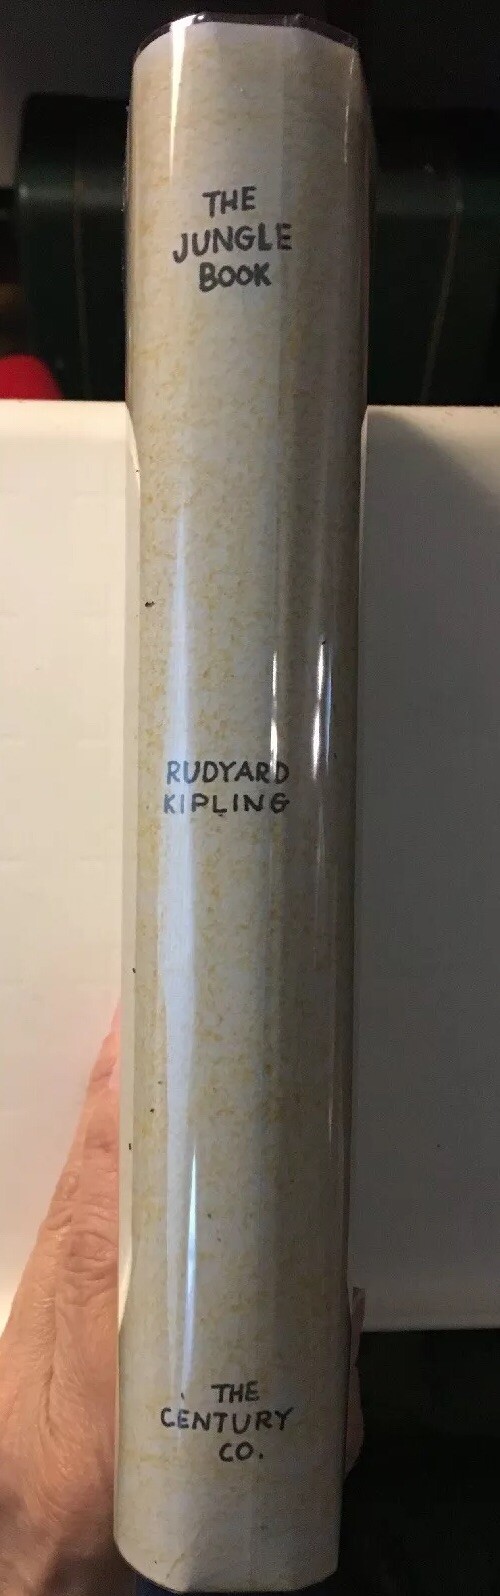 THE
JUNGLE
BOOK
RUDYARD
KIPLING
THE
CENTURY
CO.